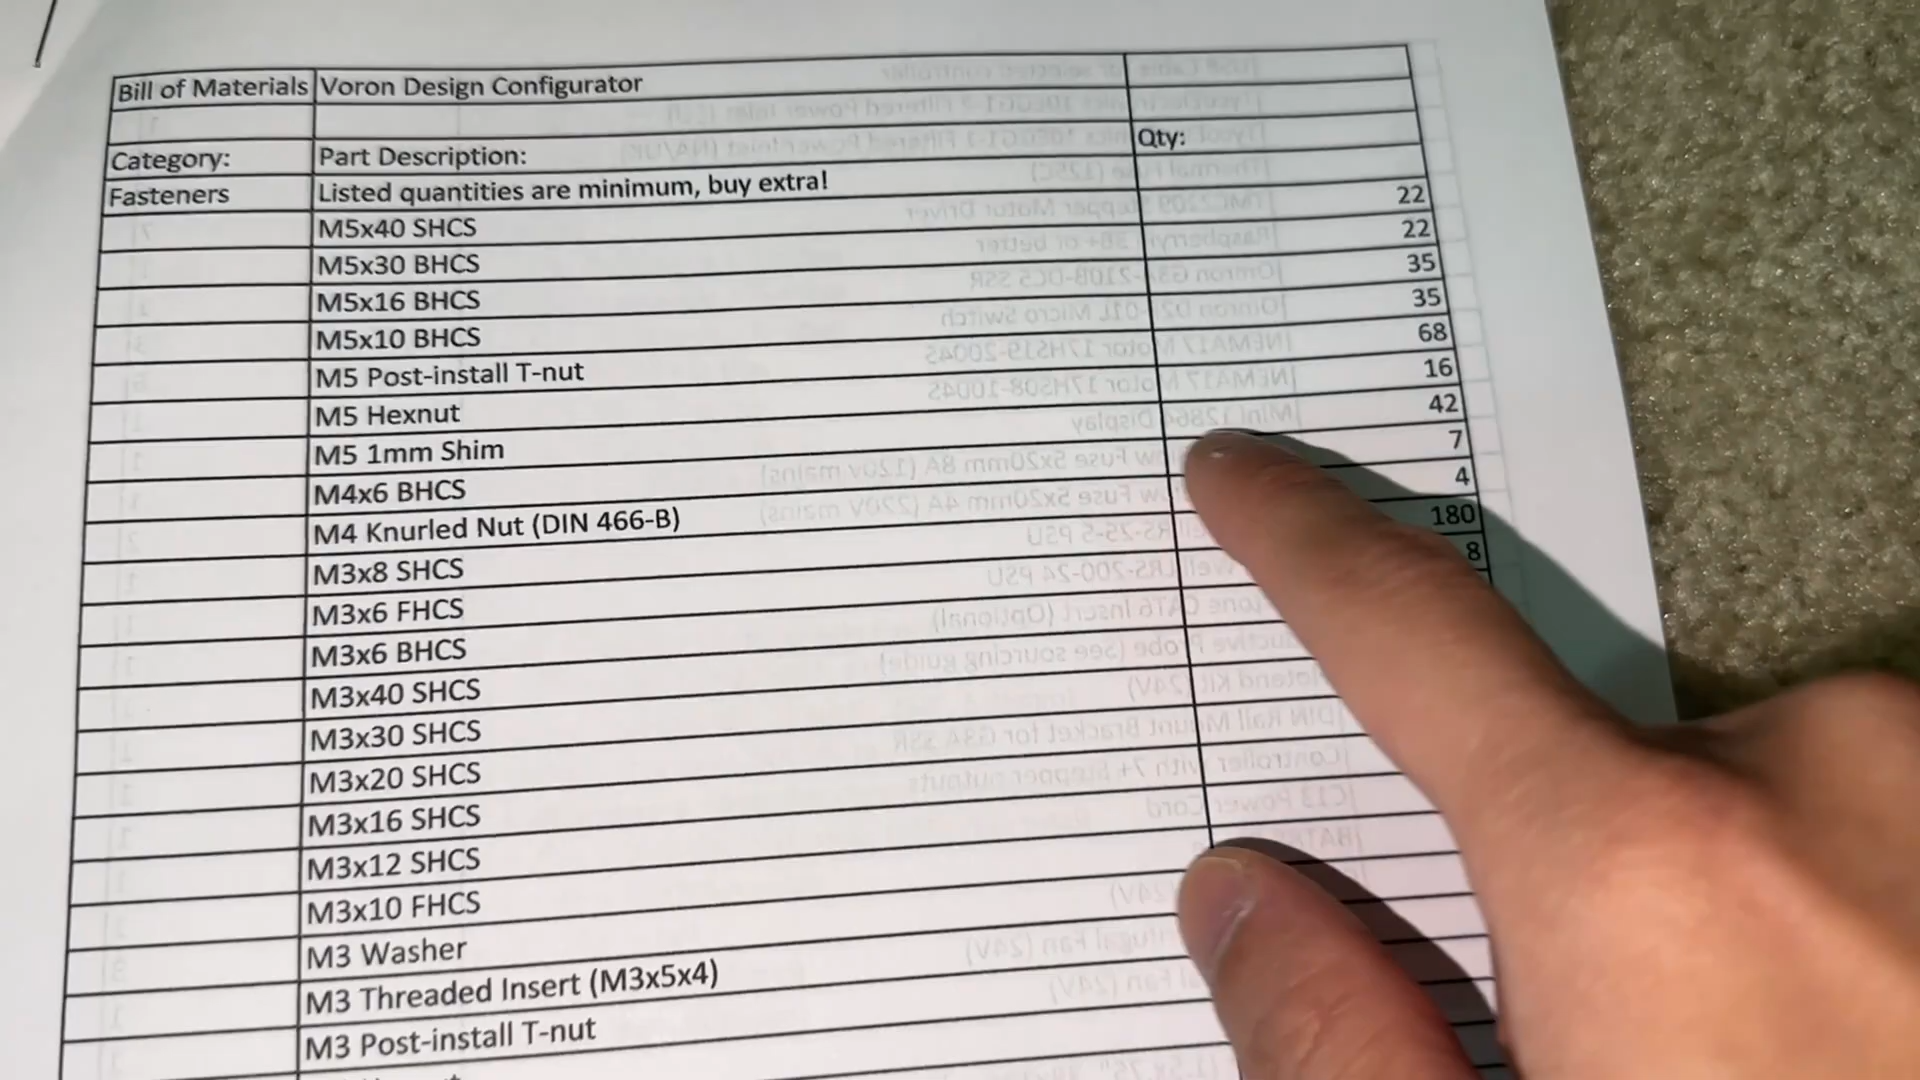 Bill of Materials Voron Design Configurator
Category: Part Description: Qty:
Fasteners Listed quantities are minimum, buy extra!
M5x40 SHCS 22
M5x30 BHCS 22
M5x16 BHCS 35
M5x10 BHCS 35
M5 Post-install T-nut 68
M5 Hexnut 16
M5 1mm Shim 42
M4x6 BHCS 7
M4 Knurled Nut (DIN 466-B) 4
M3x8 SHCS 180
M3x6 FHCS 8
M3x6 BHCS
M3x40 SHCS
M3x30 SHCS
M3x20 SHCS
M3x16 SHCS
M3x12 SHCS
M3x10 FHCS
M3 Washer
M3 Threaded Insert (M3x5x4)
M3 Post-install T-nut